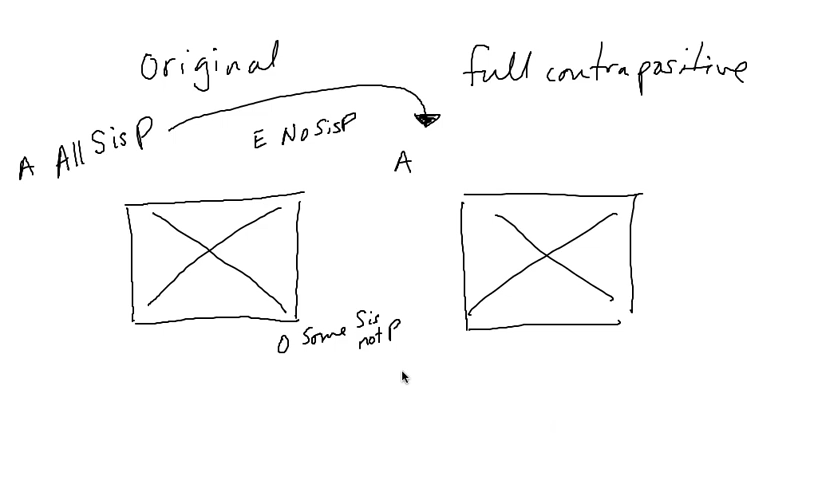 Original
full contrapositive
A All S is P
E No S is P
A
O Some S is
not P